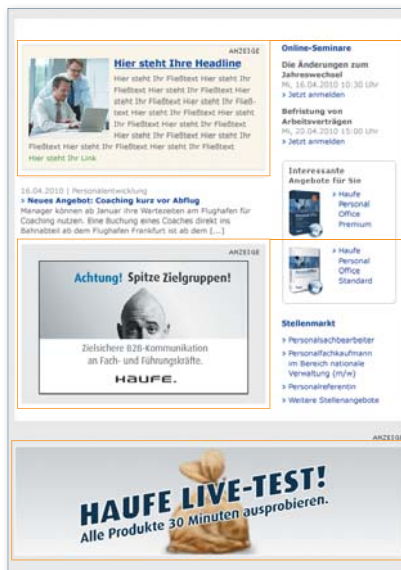 ANZEIGE
Hier steht Ihre Headline
Hier steht Ihr Fließtext Hier steht Ihr
Fließtext Hier steht Ihr Fließtext Hier
steht Ihr Fließtext Hier steht Ihr Fließ-
text Hier steht Ihr Fließtext Hier steht
Ihr Fließtext Hier steht Ihr Fließtext
Hier steht Ihr Fließtext Hier steht Ihr
Fließtext Hier steht Ihr Fließtext Hier steht Ihr Fließtext
Hier steht Ihr Link
16.04.2010 | Personalentwicklung
› Neues Angebot: Coaching kurz vor Abflug
Manager können ab Januar ihre Wertezeiten am Flughafen für
Coaching nutzen. Eine Buchung eines Coaches direkt ins
Bahnabteil ab dem Flughafen Frankfurt ist ab dem [...]
ANZEIGE
Achtung! Spitze Zielgruppen!
Zielsichere B2B-Kommunikation
an Fach- und Führungskräfte.
HAUFE.
Online-Seminare
Die Änderungen zum
Jahreswechsel
Mi, 16.04.2010 10:30 Uhr
› Jetzt anmelden
Befristung von
Arbeitsverträgen
Mi, 20.04.2010 15:00 Uhr
› Jetzt anmelden
Interessante
Angebote für Sie
› Haufe
Personal
Office
Premium
› Haufe
Personal
Office
Standard
Stellenmarkt
› Personalsachbearbeiter
› Personalfachkaufmann
im Bereich nationale
Verwaltung (m/w)
› Personalreferentin
› Weitere Stellenangebote
ANZEIGE
HAUFE LIVE-TEST!
Alle Produkte 30 Minuten ausprobieren.